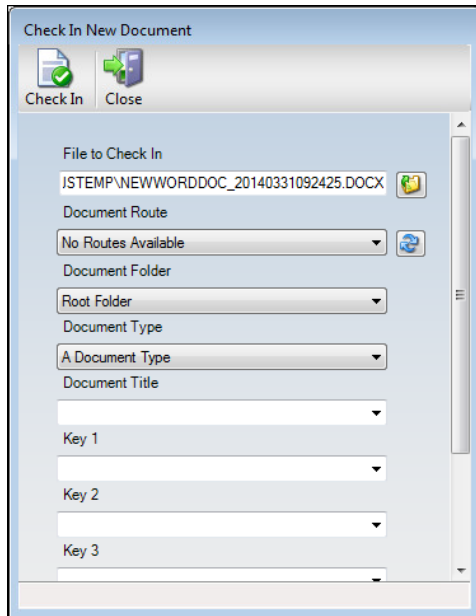 Check In New Document
Check In Close
File to Check In
JSTEMP\NEWWORDDOC_20140331092425.DOCX
Document Route
No Routes Available
Document Folder
Root Folder
Document Type
A Document Type
Document Title
Key 1
Key 2
Key 3